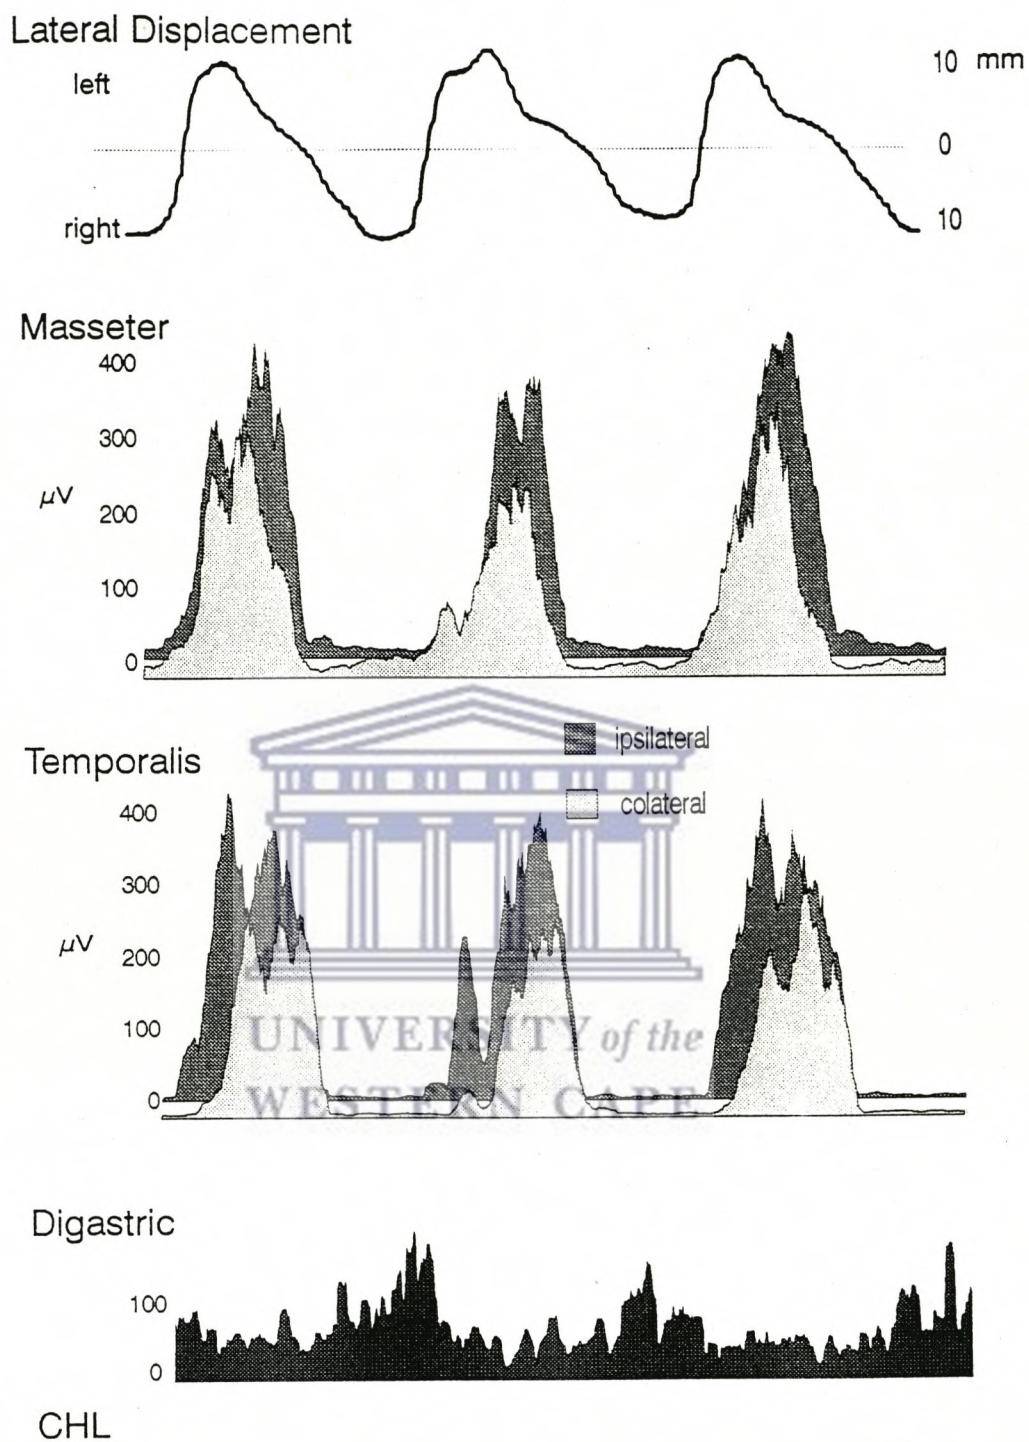 Lateral Displacement
left
10 mm
0
right
10
Masseter
400
300
µV
200
100
0
ipsilateral
Temporalis
colateral
400
300
µV
200
100
0
UNIVERSITY of the
WESTERN CAPE
Digastric
100
0
CHL